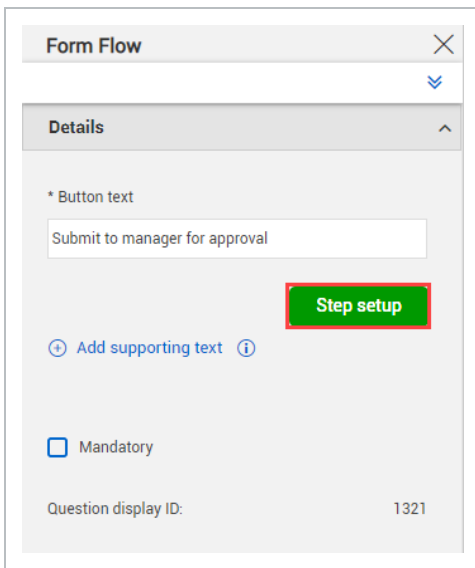 Form Flow
Details
* Button text
Submit to manager for approval
Step setup
Add supporting text
Mandatory
Question display ID: 1321